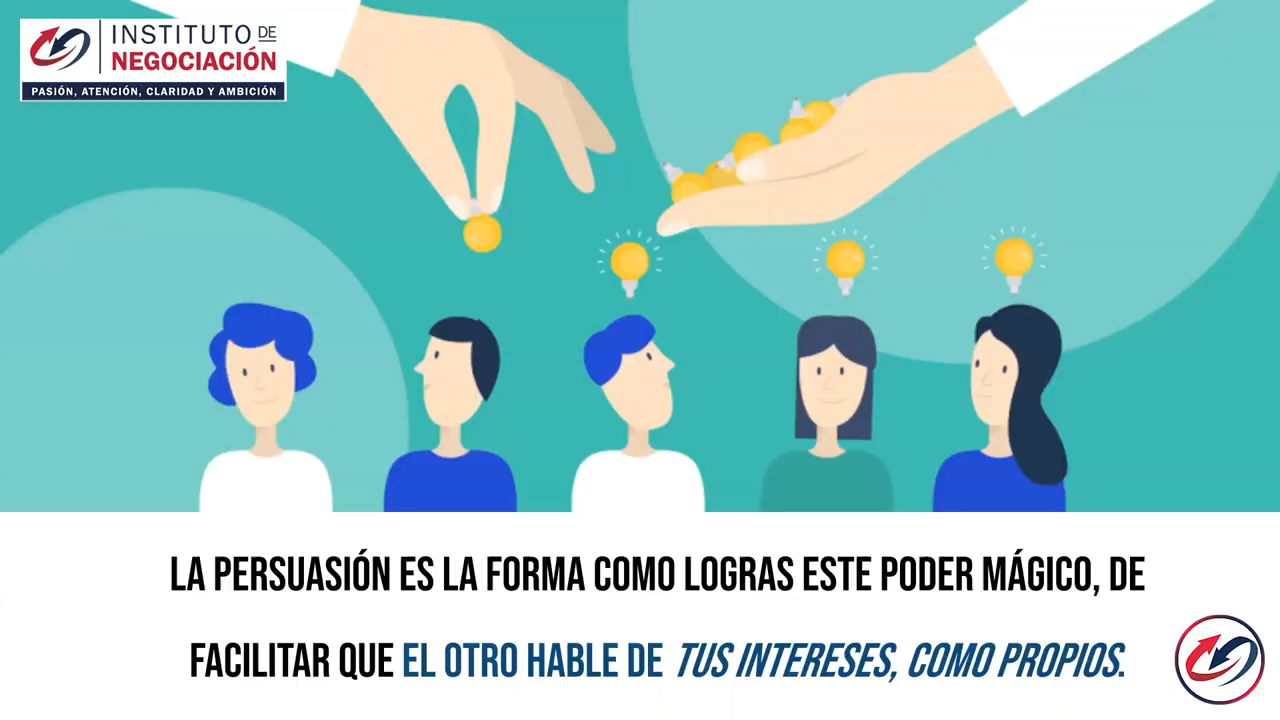 INSTITUTO DE
NEGOCIACIÓN
PASIÓN, ATENCIÓN, CLARIDAD Y AMBICIÓN
LA PERSUASIÓN ES LA FORMA COMO LOGRAS ESTE PODER MÁGICO, DE
FACILITAR QUE EL OTRO HABLE DE TUS INTERESES, COMO PROPIOS.